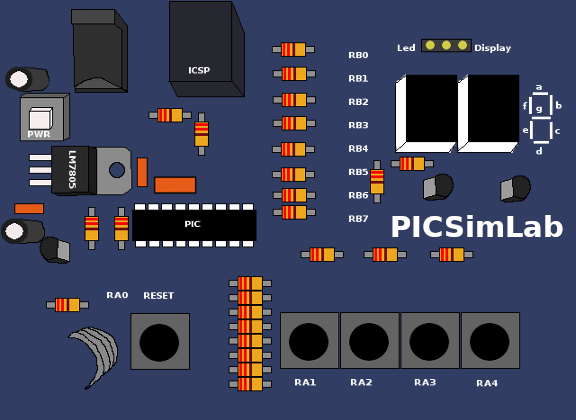 ICSP
Led Display
RB0
RB1
RB2
RB3
RB4
RB5
RB6
RB7
a
f g b
e c
d
PWR
LM7805
PIC
PICSimLab
RA0 RESET
RA1 RA2 RA3 RA4